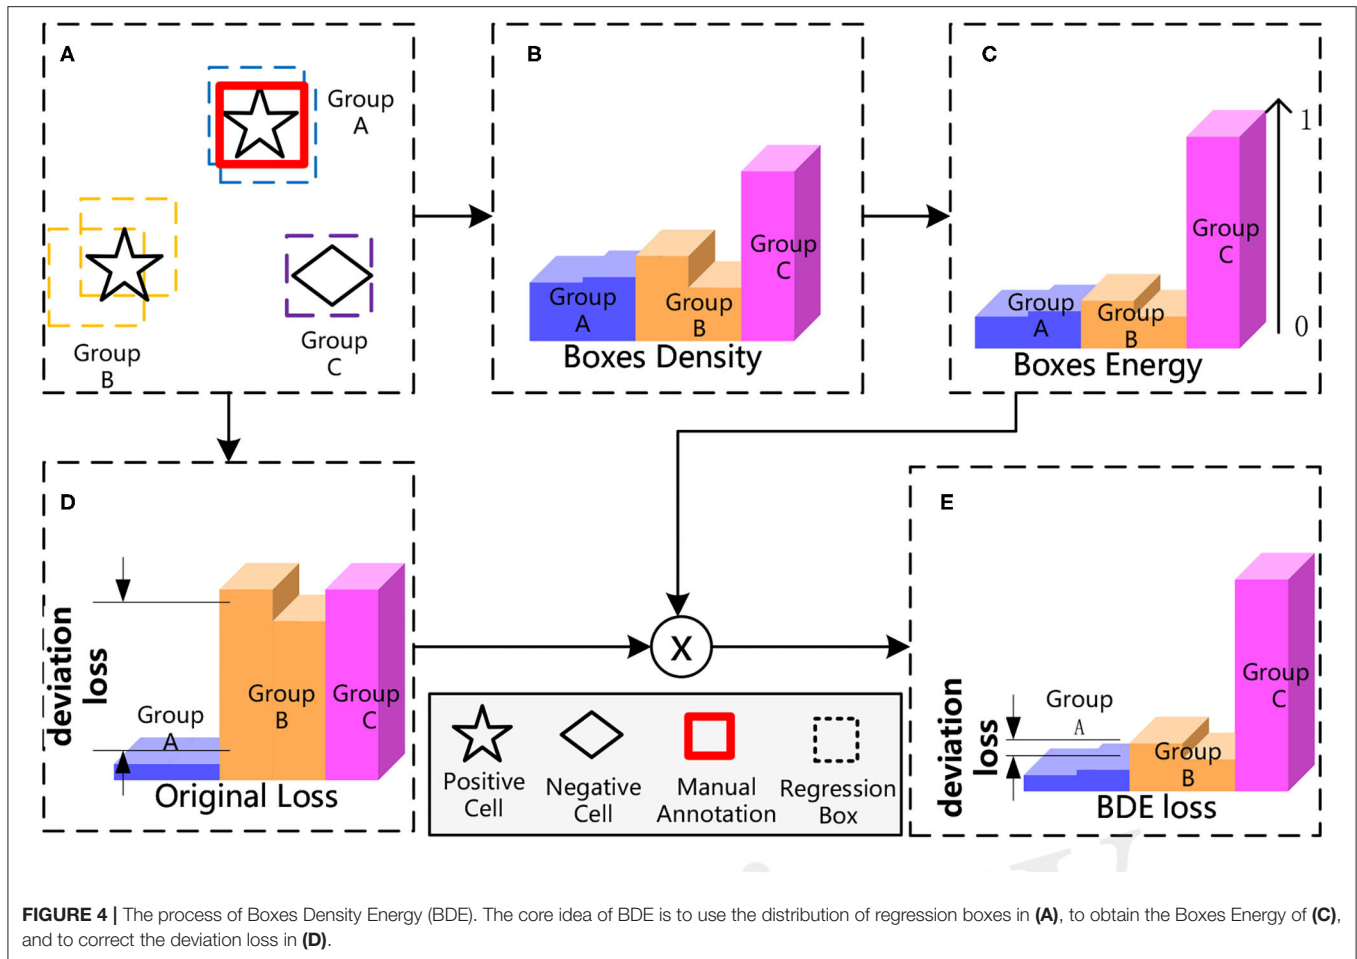 A
Group
A
Group
B
Group
C
B
Group
A
Group
B
Group
C
Boxes Density
C
1
0
Group
A
Group
B
Group
C
Boxes Energy
D
deviation
loss
Group
A
Group
B
Group
C
Original Loss
X
Positive
Cell
Negative
Cell
Manual
Annotation
Regression
Box
E
deviation
loss
Group
A
Group
B
Group
C
BDE loss
FIGURE 4 | The process of Boxes Density Energy (BDE). The core idea of BDE is to use the distribution of regression boxes in (A), to obtain the Boxes Energy of (C),
and to correct the deviation loss in (D).